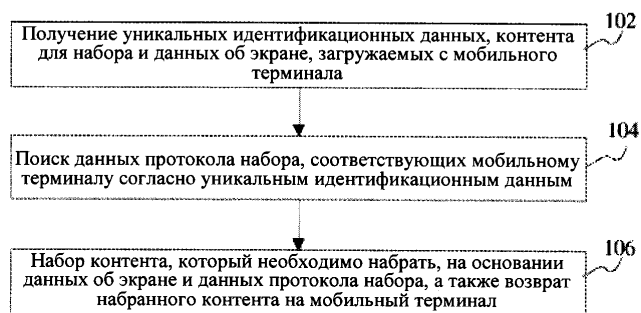 102
Получение уникальных идентификационных данных, контента
для набора и данных об экране, загружаемых с мобильного
терминала
104
Поиск данных протокола набора, соответствующих мобильному
терминалу согласно уникальным идентификационным данным
106
Набор контента, который необходимо набрать, на основании
данных об экране и данных протокола набора, а также возврат
набранного контента на мобильный терминал